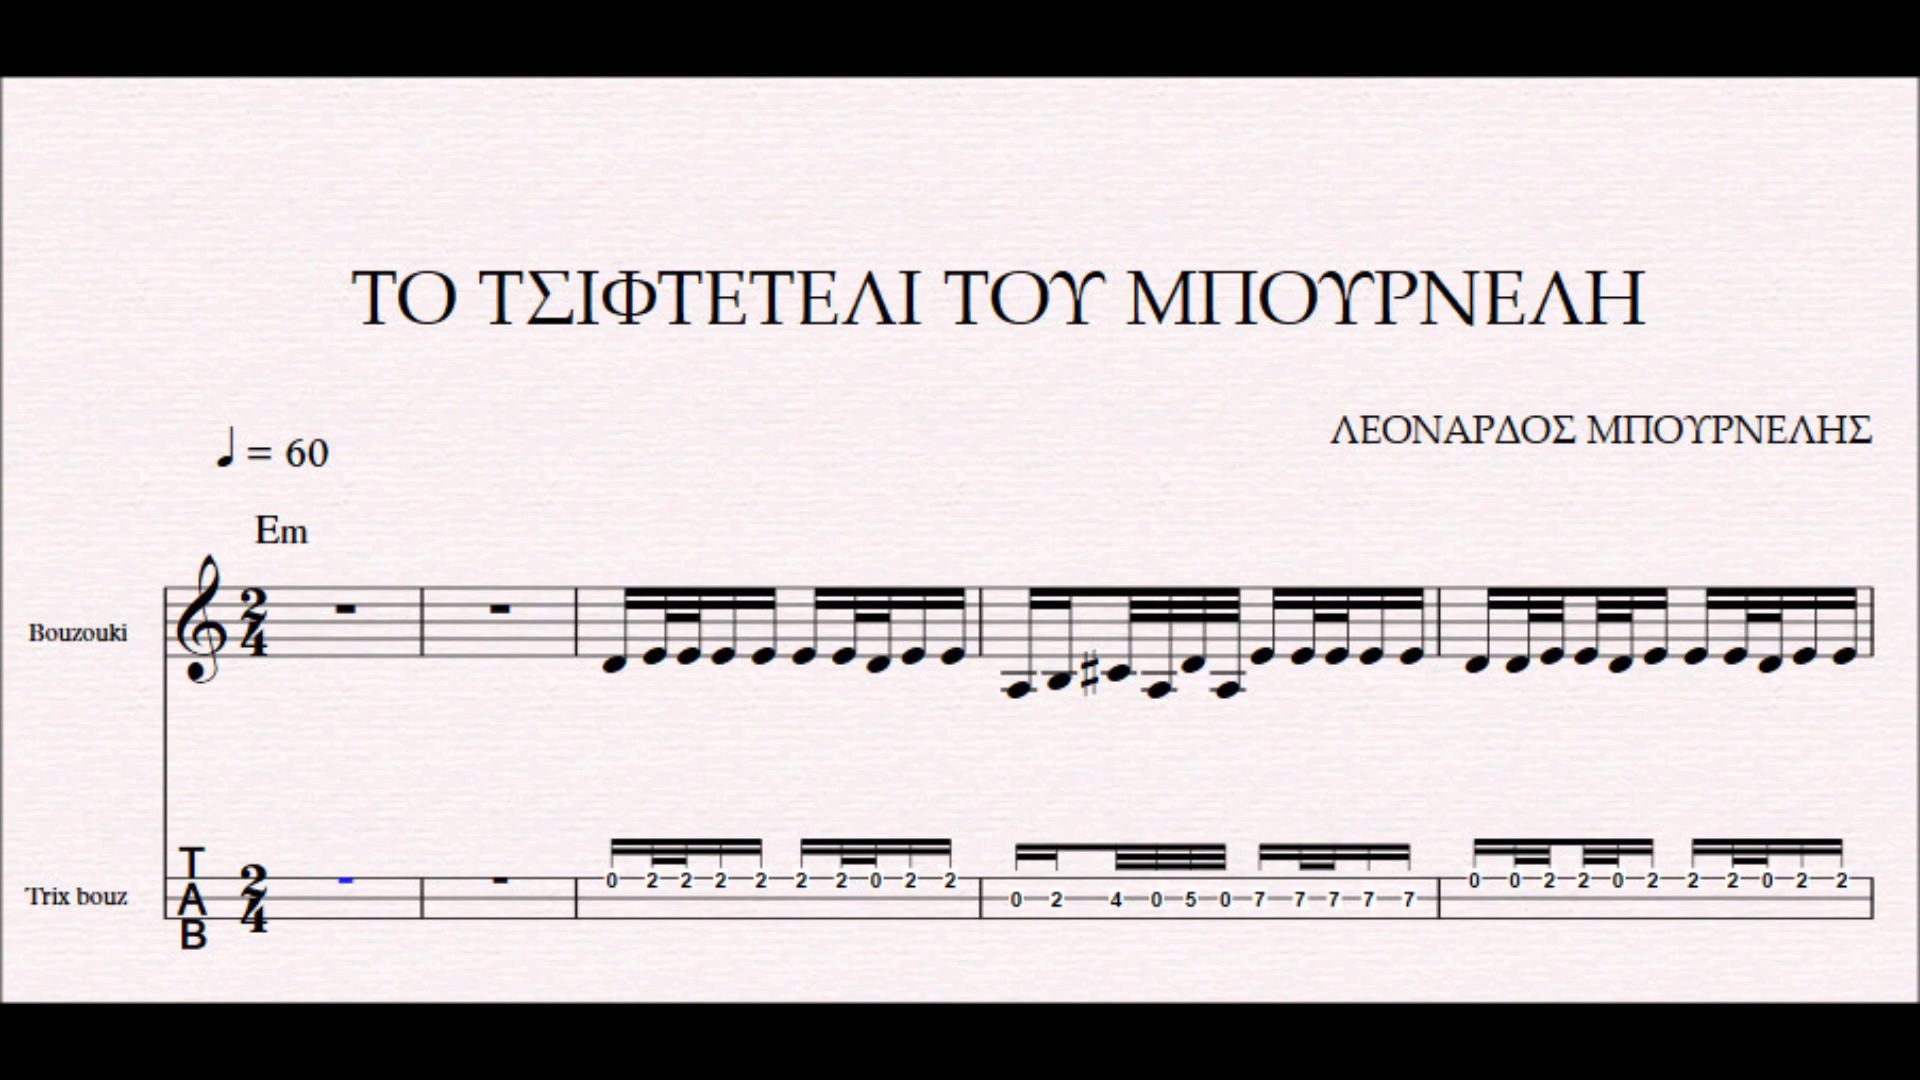 ΤΟ ΤΣΙΦΤΕΤΕΛΙ ΤΟΥ ΜΠΟΥΡΝΕΛΗ
ΛΕΟΝΑΡΔΟΣ ΜΠΟΥΡΝΕΛΗΣ
♩ = 60
Em
2
4
Bouzouki
T
A
B
2
4
0 2 2 2 2 2 2 0 2 2
0 2 4 0 5 0 7 7 7 7 7
0 0 2 2 0 2 2 2 0 2 2
Trix bouz